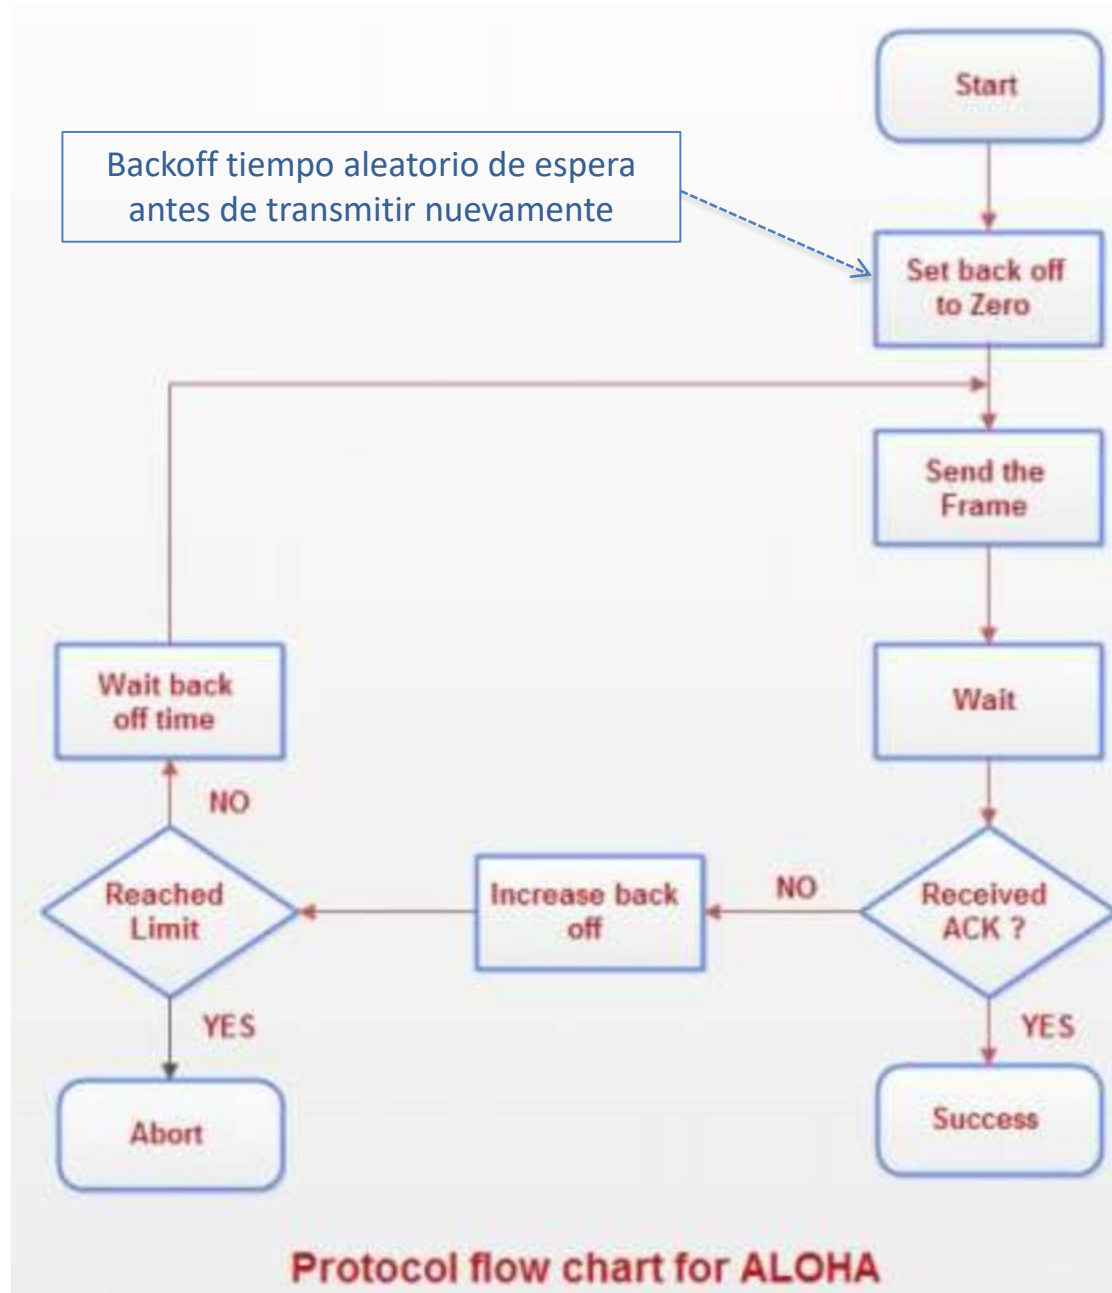 Start
Backoff tiempo aleatorio de espera
antes de transmitir nuevamente
Set back off
to Zero
Send the
Frame
Wait back
off time
Wait
NO
Reached
Limit
Increase back
off
NO
Received
ACK ?
YES
YES
Abort
Success
Protocol flow chart for ALOHA